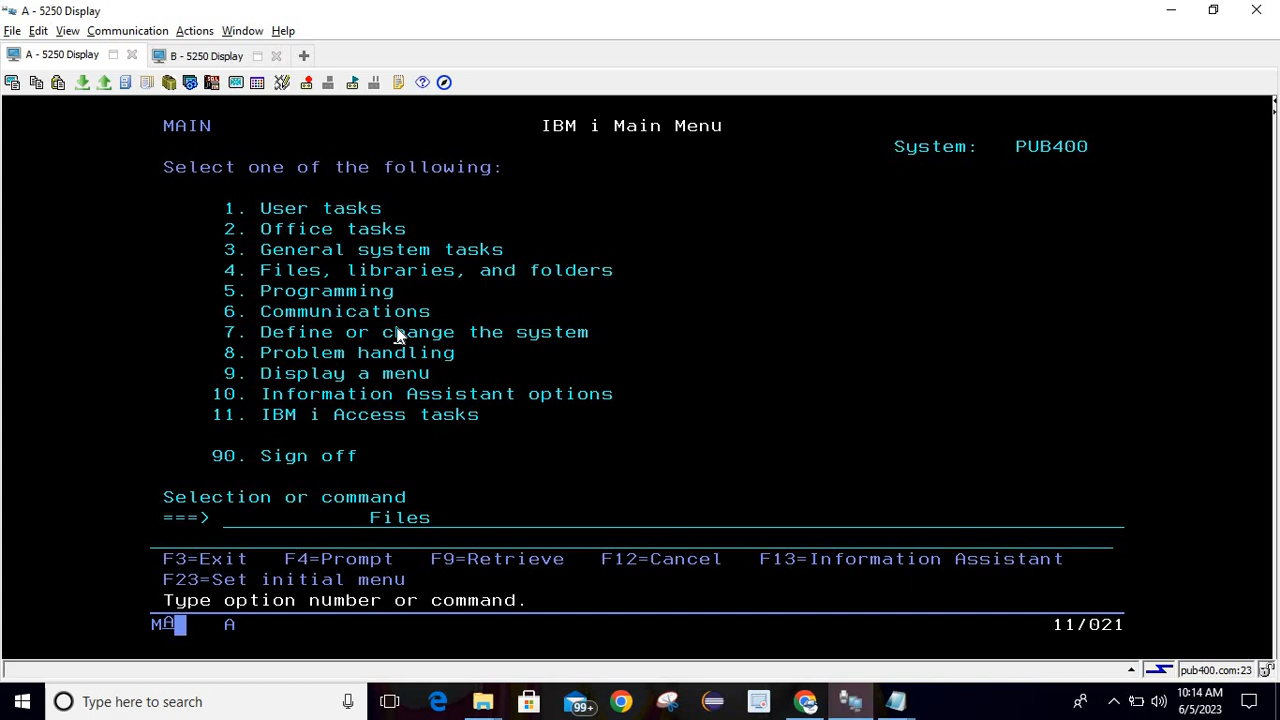 A - 5250 Display
File Edit View Communication Actions Window Help
A - 5250 Display B - 5250 Display
MAIN IBM i Main Menu
System: PUB400
Select one of the following:
1. User tasks
2. Office tasks
3. General system tasks
4. Files, libraries, and folders
5. Programming
6. Communications
7. Define or change the system
8. Problem handling
9. Display a menu
10. Information Assistant options
11. IBM i Access tasks
90. Sign off
Selection or command
===> Files
F3=Exit F4=Prompt F9=Retrieve F12=Cancel F13=Information Assistant
F23=Set initial menu
Type option number or command.
MA A 11/021
pub400.com:23
Type here to search 99+ 10:14 AM
6/5/2023